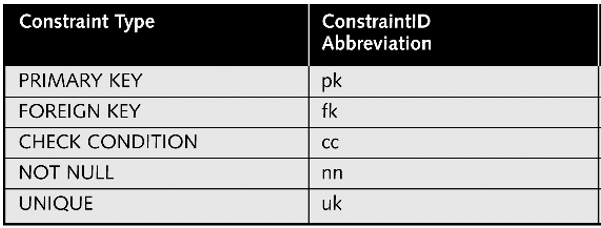 Constraint Type ConstraintID
Abbreviation
PRIMARY KEY pk
FOREIGN KEY fk
CHECK CONDITION cc
NOT NULL nn
UNIQUE uk